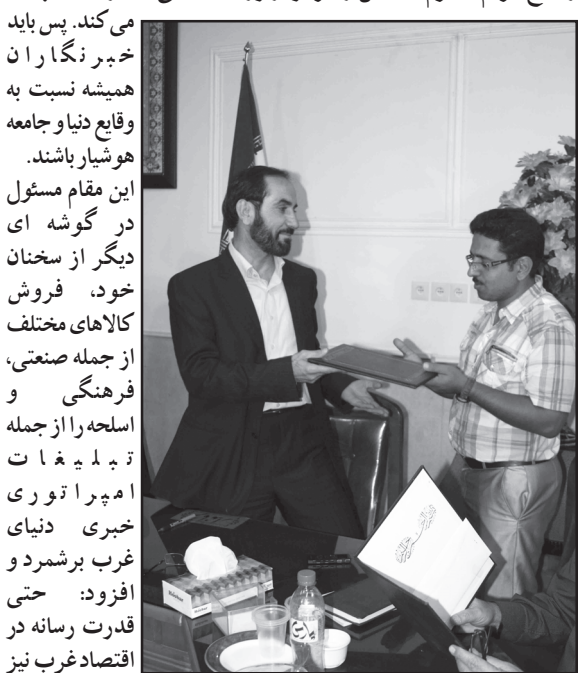 می کند. پس باید
خبرنگاران
همیشه نسبت به
وقایع دنیا و جامعه
هوشیار باشند.
این مقام مسئول
در گوشه ای
دیگر از سخنان
خود، فروش
کالاهای مختلف
از جمله صنعتی،
فرهنگی و
اسلحه را از جمله
تبلیغات
امپراتوری
خبری دنیای
غرب برشمرد و
افزود: حتی
قدرت رسانه در
اقتصاد غرب نیز